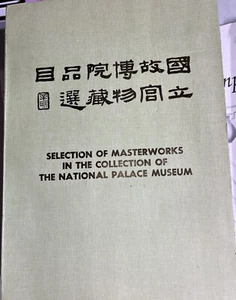 國立故宮博物院藏品選目
SELECTION OF MASTERWORKS
IN THE COLLECTION OF
THE NATIONAL PALACE MUSEUM